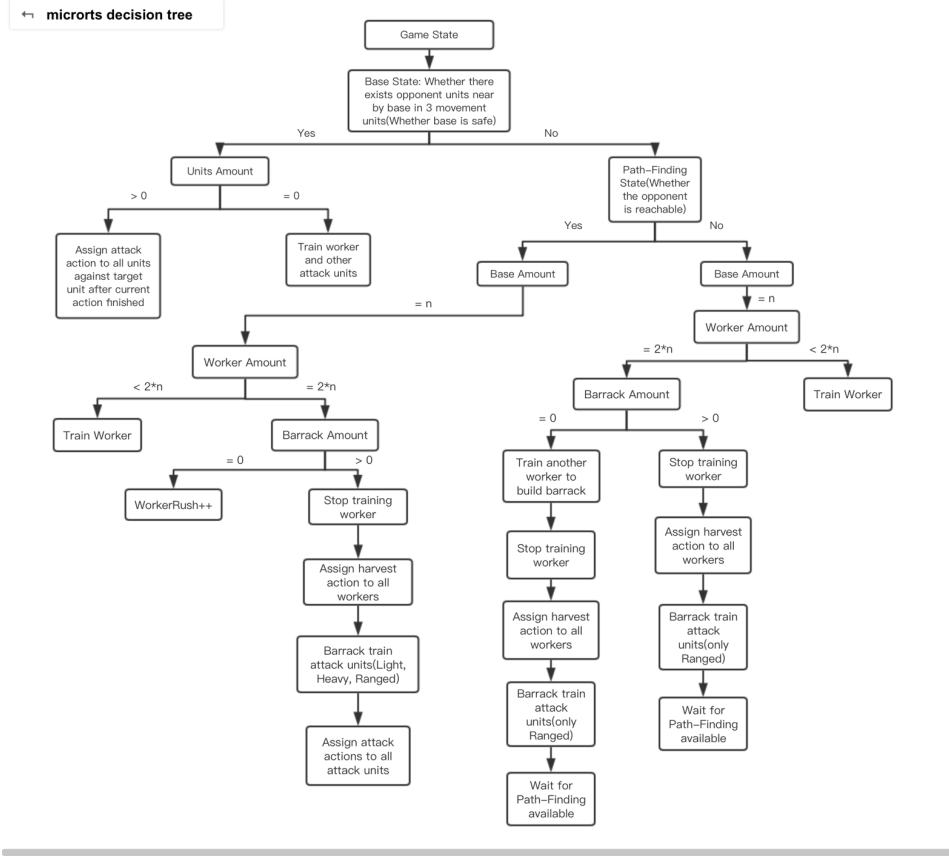 microrts decision tree
Game State
Base State: Whether there
exists opponent units near
by base in 3 movement
units(Whether base is safe)
Yes
No
Units Amount
Path-Finding
State(Whether
the opponent
is reachable)
> 0
= 0
Assign attack
action to all units
against target
unit after current
action finished
Train worker
and other
attack units
Yes
No
Base Amount
Base Amount
= n
= n
Worker Amount
Worker Amount
< 2*n
= 2*n
= 2*n
< 2*n
Train Worker
Barrack Amount
Barrack Amount
Train Worker
= 0
> 0
= 0
> 0
WorkerRush++
Stop training
worker
Assign harvest
action to all
workers
Barrack train
attack units(Light,
Heavy, Ranged)
Assign attack
actions to all
attack units
Train another
worker to
build barrack
Stop training
worker
Assign harvest
action to all
workers
Barrack train
attack
units(only
Ranged)
Wait for
Path-Finding
available
Stop training
worker
Assign harvest
action to all
workers
Barrack train
attack
units(only
Ranged)
Wait for
Path-Finding
available